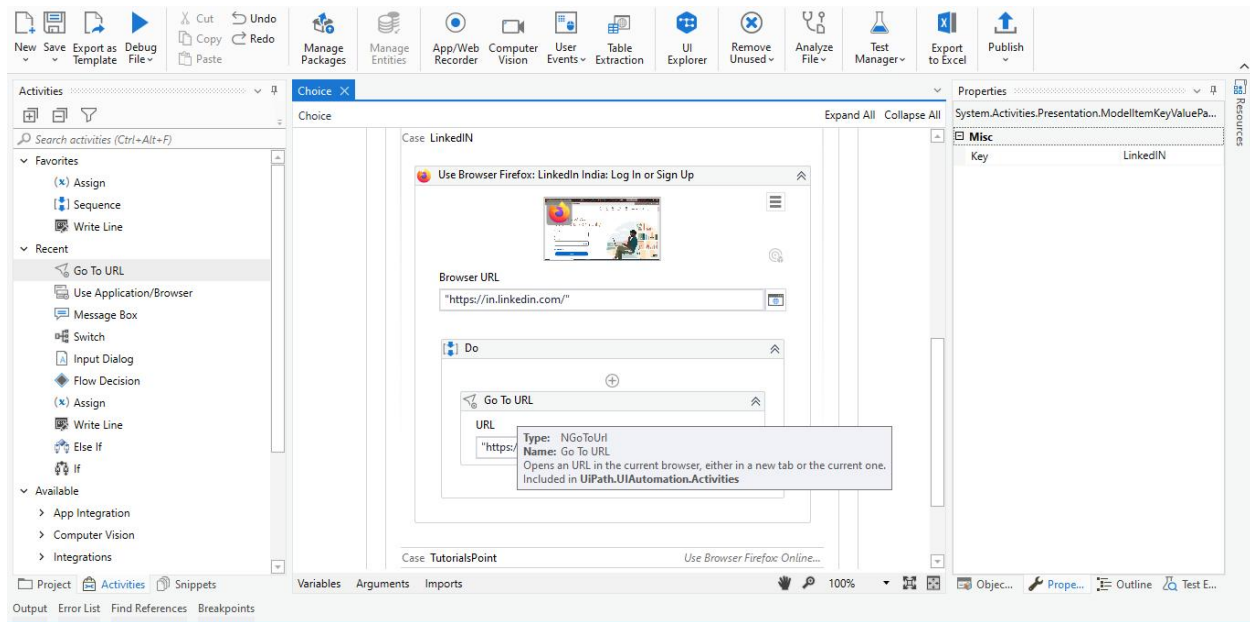 New Save Export as Template Debug File Cut Copy Paste Undo Redo Manage Packages Manage Entities App/Web Recorder Computer Vision User Events Table Extraction UI Explorer Remove Unused Analyze File Test Manager Export to Excel Publish
Activities
Search activities (Ctrl+Alt+F)
Favorites
Assign
Sequence
Write Line
Recent
Go To URL
Use Application/Browser
Message Box
Switch
Input Dialog
Flow Decision
Assign
Write Line
Else If
If
Available
App Integration
Computer Vision
Integrations
Project Activities Snippets
Choice
Choice Expand All Collapse All
Case LinkedIN
Use Browser Firefox: LinkedIn India: Log In or Sign Up
Browser URL
"https://in.linkedin.com/"
Do
Go To URL
URL
"https:/
Type: NGoToUrl
Name: Go To URL
Opens an URL in the current browser, either in a new tab or the current one.
Included in UiPath.UIAutomation.Activities
Case TutorialsPoint Use Browser Firefox: Online...
Variables Arguments Imports 100%
Properties
System.Activities.Presentation.ModelItemKeyValuePa...
Misc
Key LinkedIN
Objec... Prope... Outline Test E...
Resources
Output Error List Find References Breakpoints